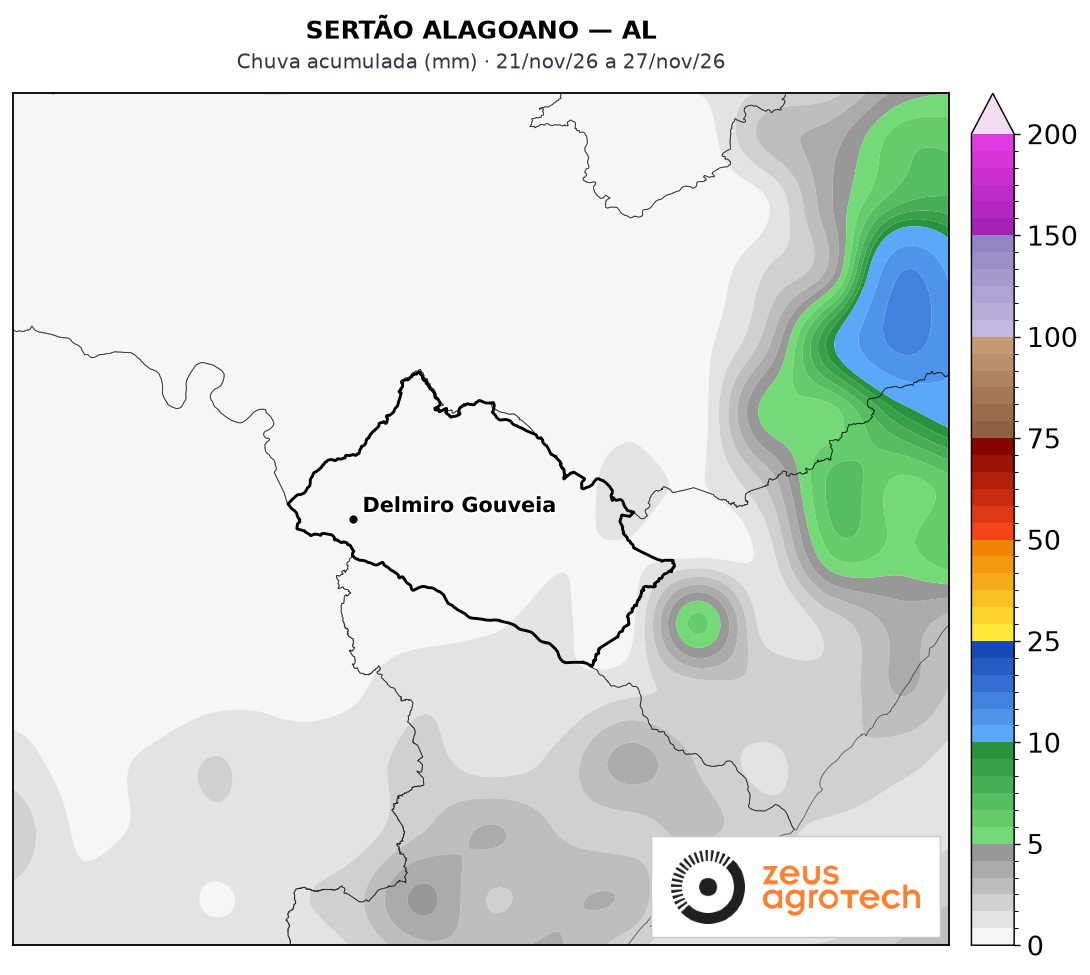 SERTÃO ALAGOANO — AL
Chuva acumulada (mm) · 21/nov/26 a 27/nov/26
Delmiro Gouveia
200
150
100
75
50
25
10
5
0
zeus
agrotech